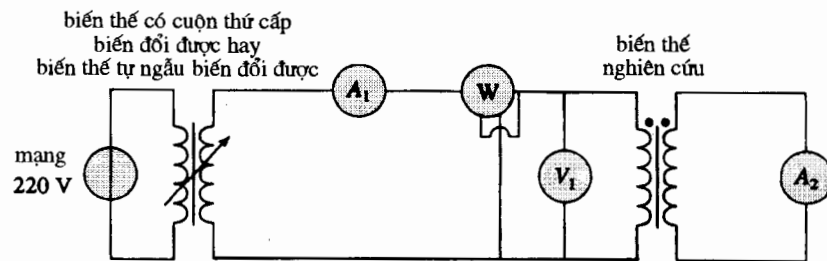 biến thế có cuộn thứ cấp
biến đổi được hay
biến thế tự ngẫu biến đổi được
biến thế
nghiên cứu
A₁
W
mạng
220 V
V₁
A₂